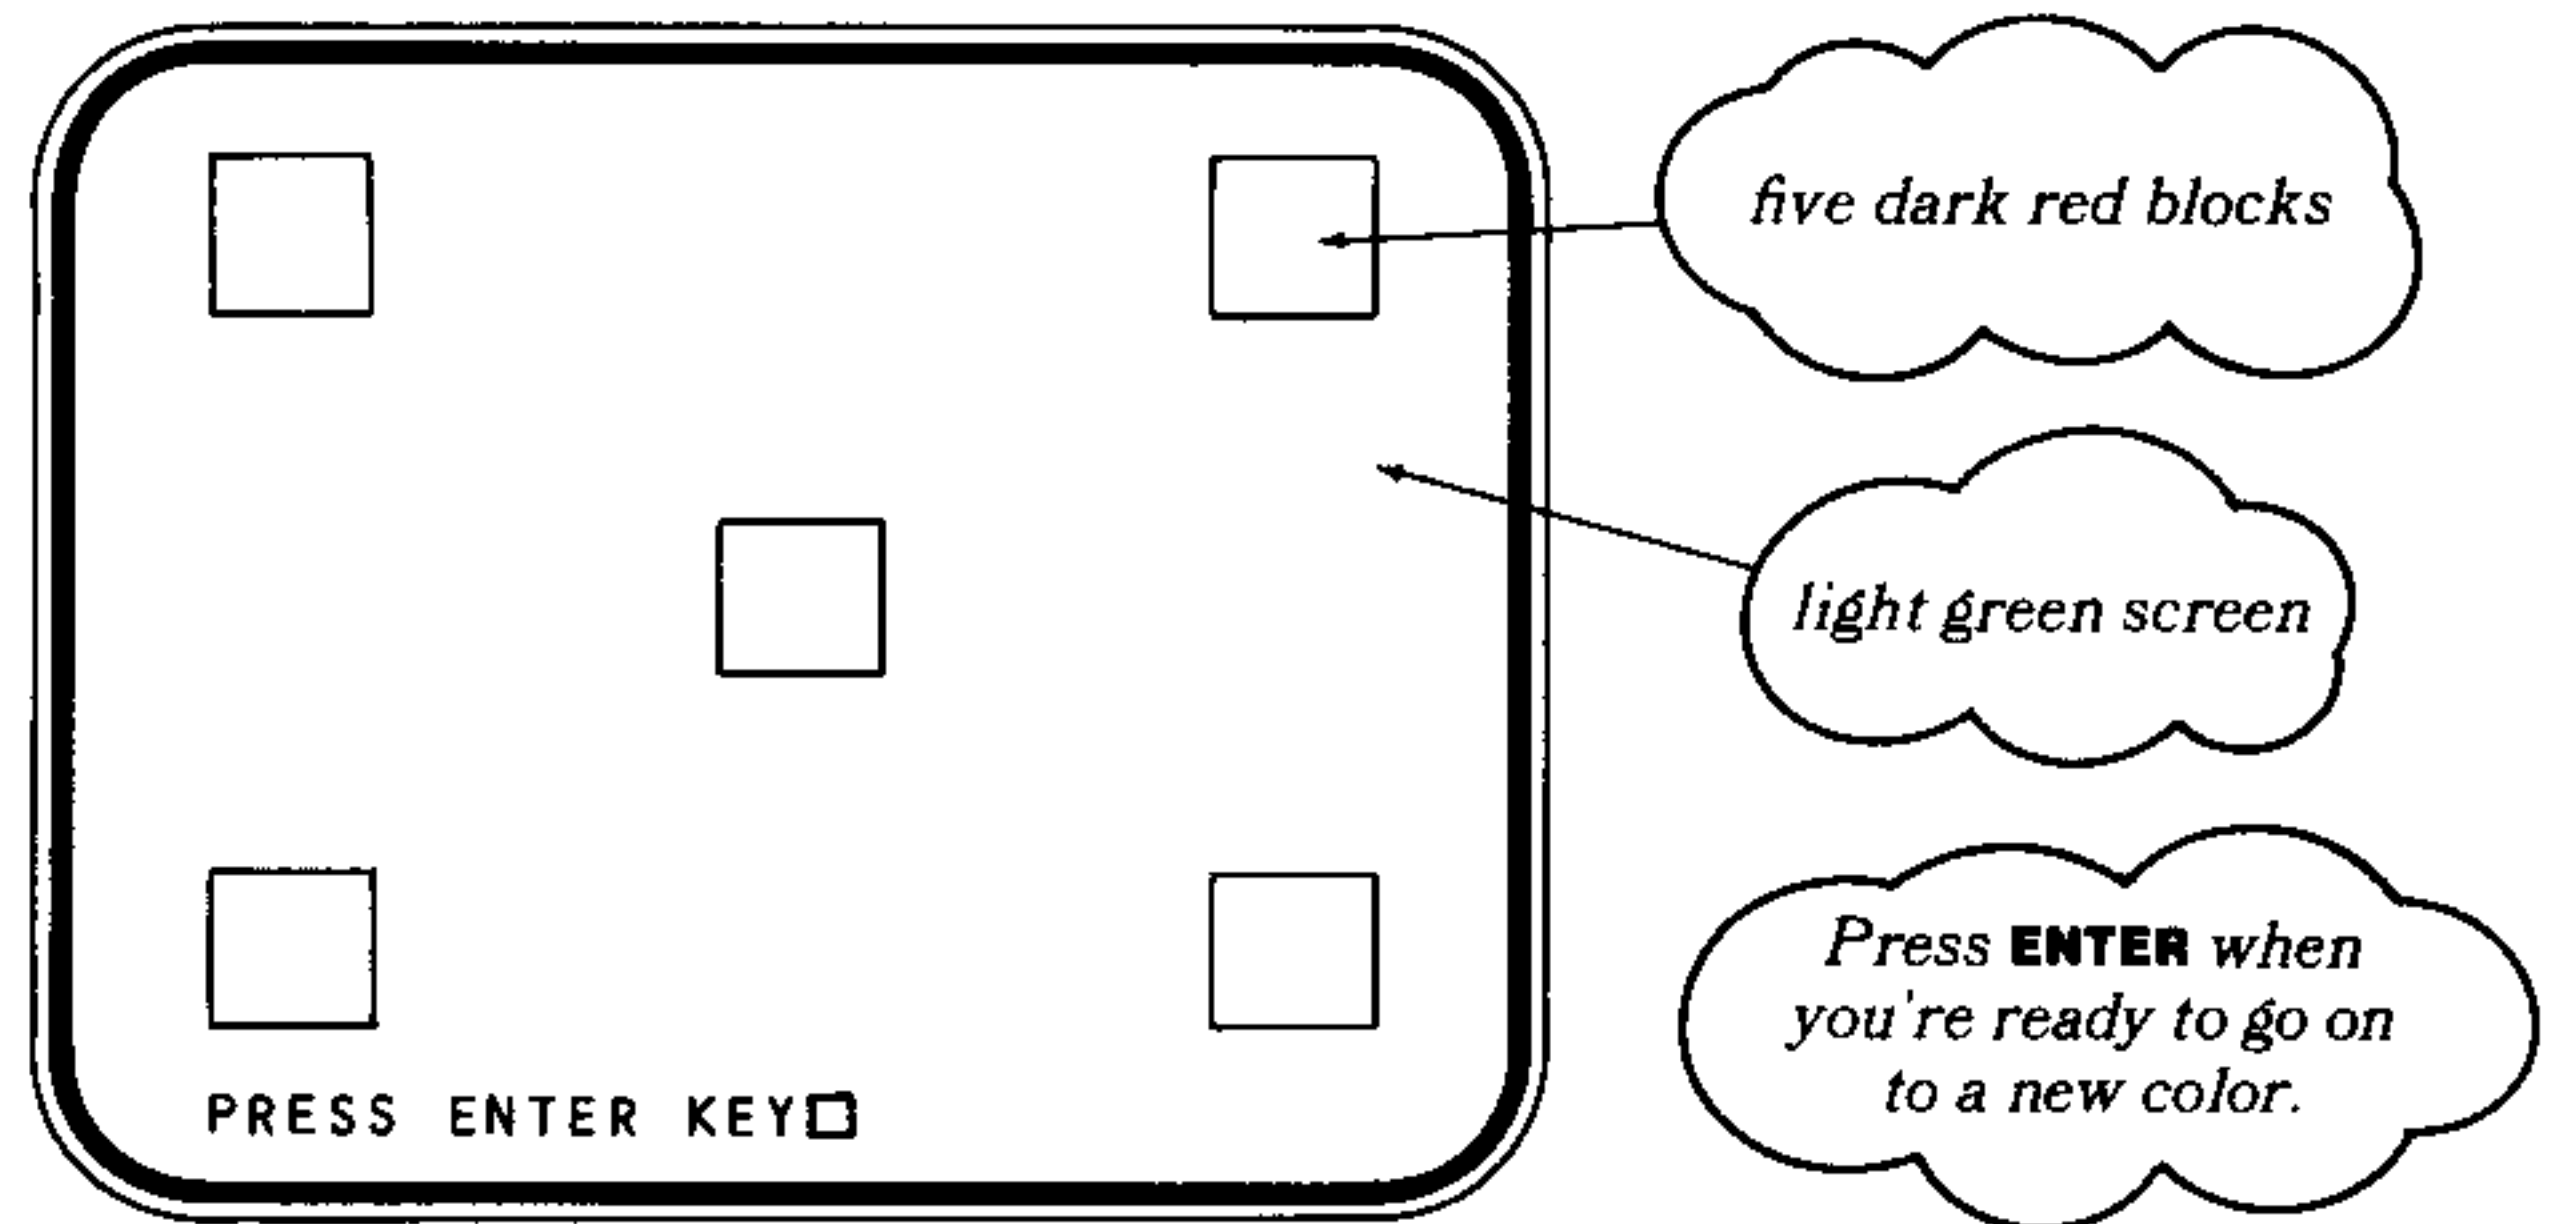 five dark red blocks
light green screen
Press ENTER when
you're ready to go on
to a new color.
PRESS ENTER KEY